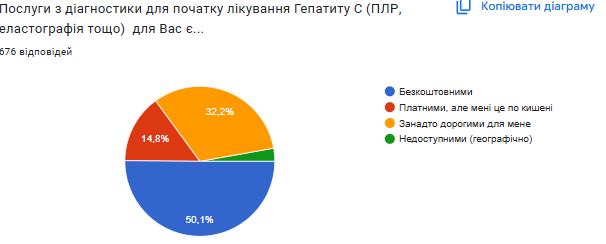 Послуги з діагностики для початку лікування Гепатиту С (ПЛР,
еластографія тощо) для Вас є...
Копіювати діаграму
676 відповідей
32,2%
14,8%
50,1%
Безкоштовними
Платними, але мені це по кишені
Занадто дорогими для мене
Недоступними (географічно)